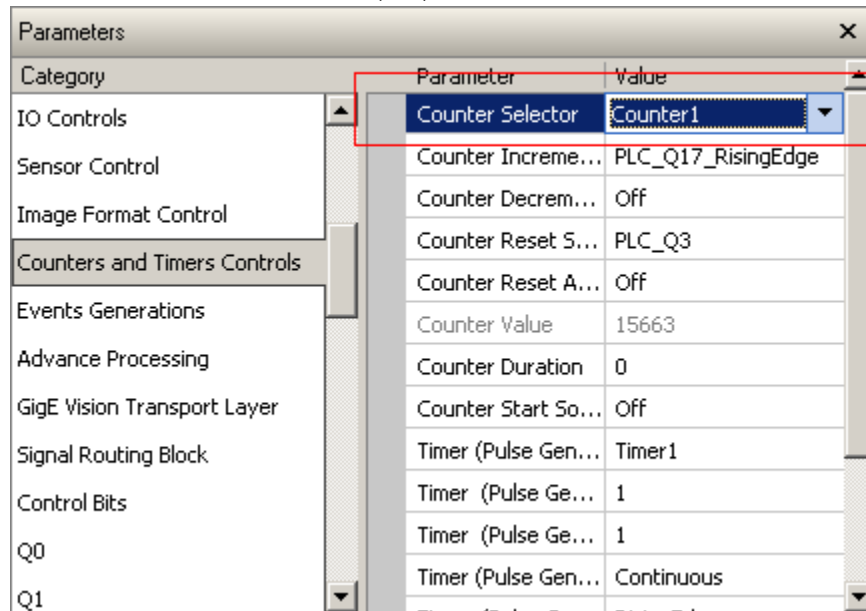 Parameters
Category
Parameter Value
IO Controls
Sensor Control
Image Format Control
Counters and Timers Controls
Events Generations
Advance Processing
GigE Vision Transport Layer
Signal Routing Block
Control Bits
Q0
Q1
Counter Selector Counter1
Counter Increme... PLC_Q17_RisingEdge
Counter Decrem... Off
Counter Reset S... PLC_Q3
Counter Reset A... Off
Counter Value 15663
Counter Duration 0
Counter Start So... Off
Timer (Pulse Gen... Timer1
Timer (Pulse Ge... 1
Timer (Pulse Ge... 1
Timer (Pulse Gen... Continuous